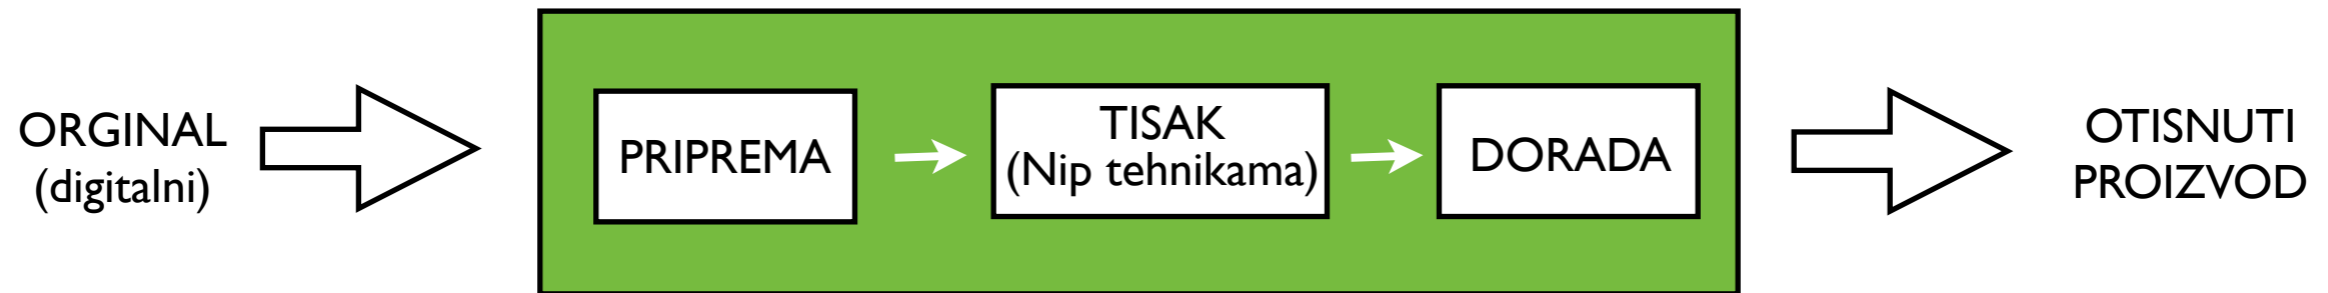 ORGINAL
(digitalni)
PRIPREMA
TISAK
(Nip tehnikama)
DORADA
OTISNUTI
PROIZVOD